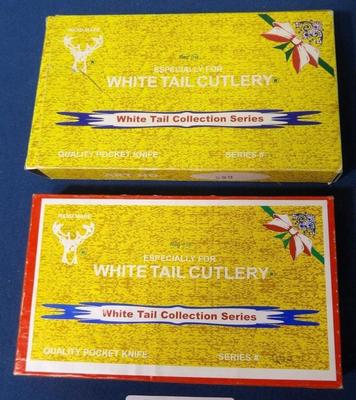 HAND MADE
ESPECIALLY FOR
WHITE TAIL CUTLERY
White Tail Collection Series
QUALITY POCKET KNIFE
SERIES #
HAND MADE
ESPECIALLY FOR
WHITE TAIL CUTLERY
White Tail Collection Series
QUALITY POCKET KNIFE
SERIES #